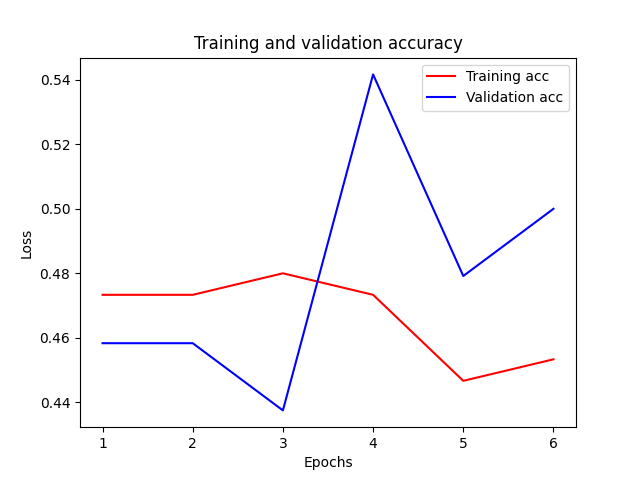 Training and validation accuracy
Training acc
Validation acc
0.54
0.52
0.50
0.48
0.46
0.44
Loss
1 2 3 4 5 6
Epochs